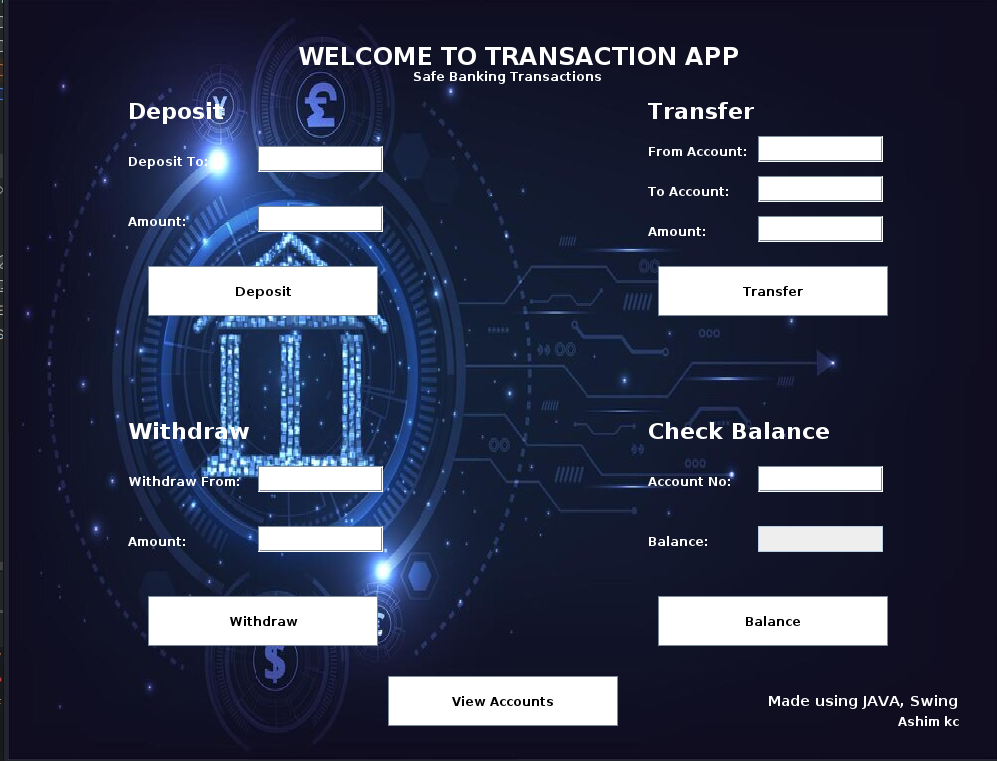 WELCOME TO TRANSACTION APP
Safe Banking Transactions
Deposit
Deposit To:
Amount:
Deposit
Transfer
From Account:
To Account:
Amount:
Transfer
Withdraw
Withdraw From:
Amount:
Withdraw
Check Balance
Account No:
Balance:
Balance
View Accounts
Made using JAVA, Swing
Ashim kc